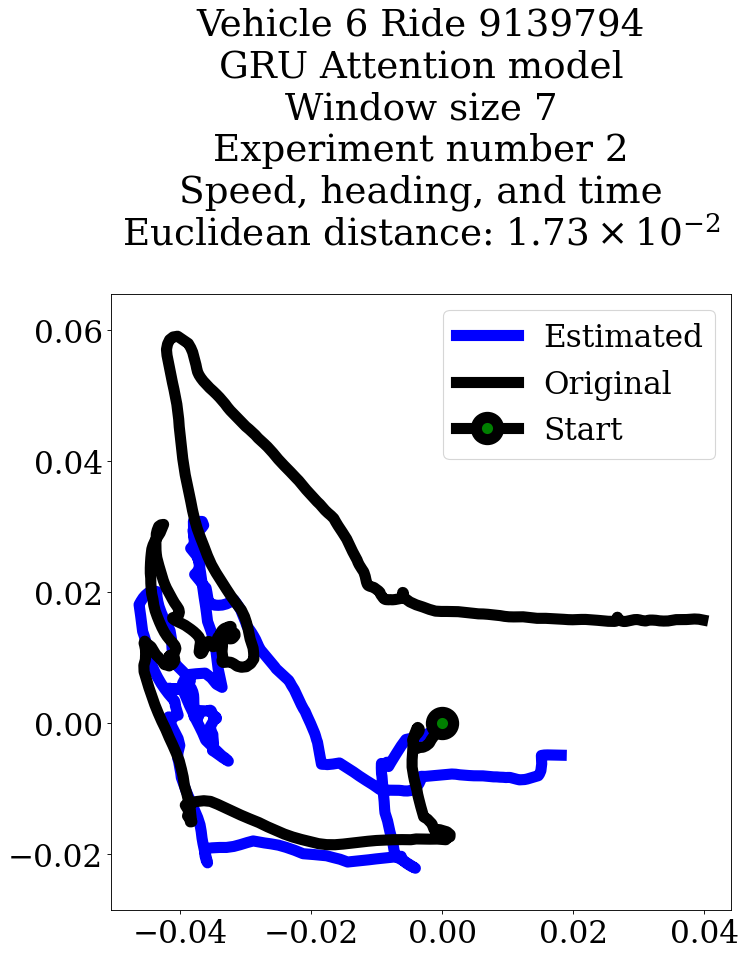 Vehicle 6 Ride 9139794
GRU Attention model
Window size 7
Experiment number 2
Speed, heading, and time
Euclidean distance: 1.73 × 10⁻²
Estimated
Original
Start
0.06
0.04
0.02
0.00
−0.02
−0.04 −0.02 0.00 0.02 0.04